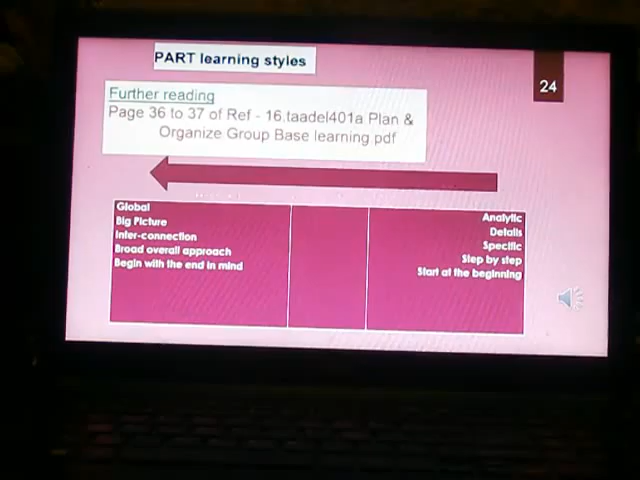 PART learning styles
24
Further reading
Page 36 to 37 of Ref - 16.taadel401a Plan &
Organize Group Base learning pdf
Global
Big Picture
Inter-connection
Broad overall approach
Begin with the end in mind
Analytic
Details
Specific
Step by step
Start at the beginning